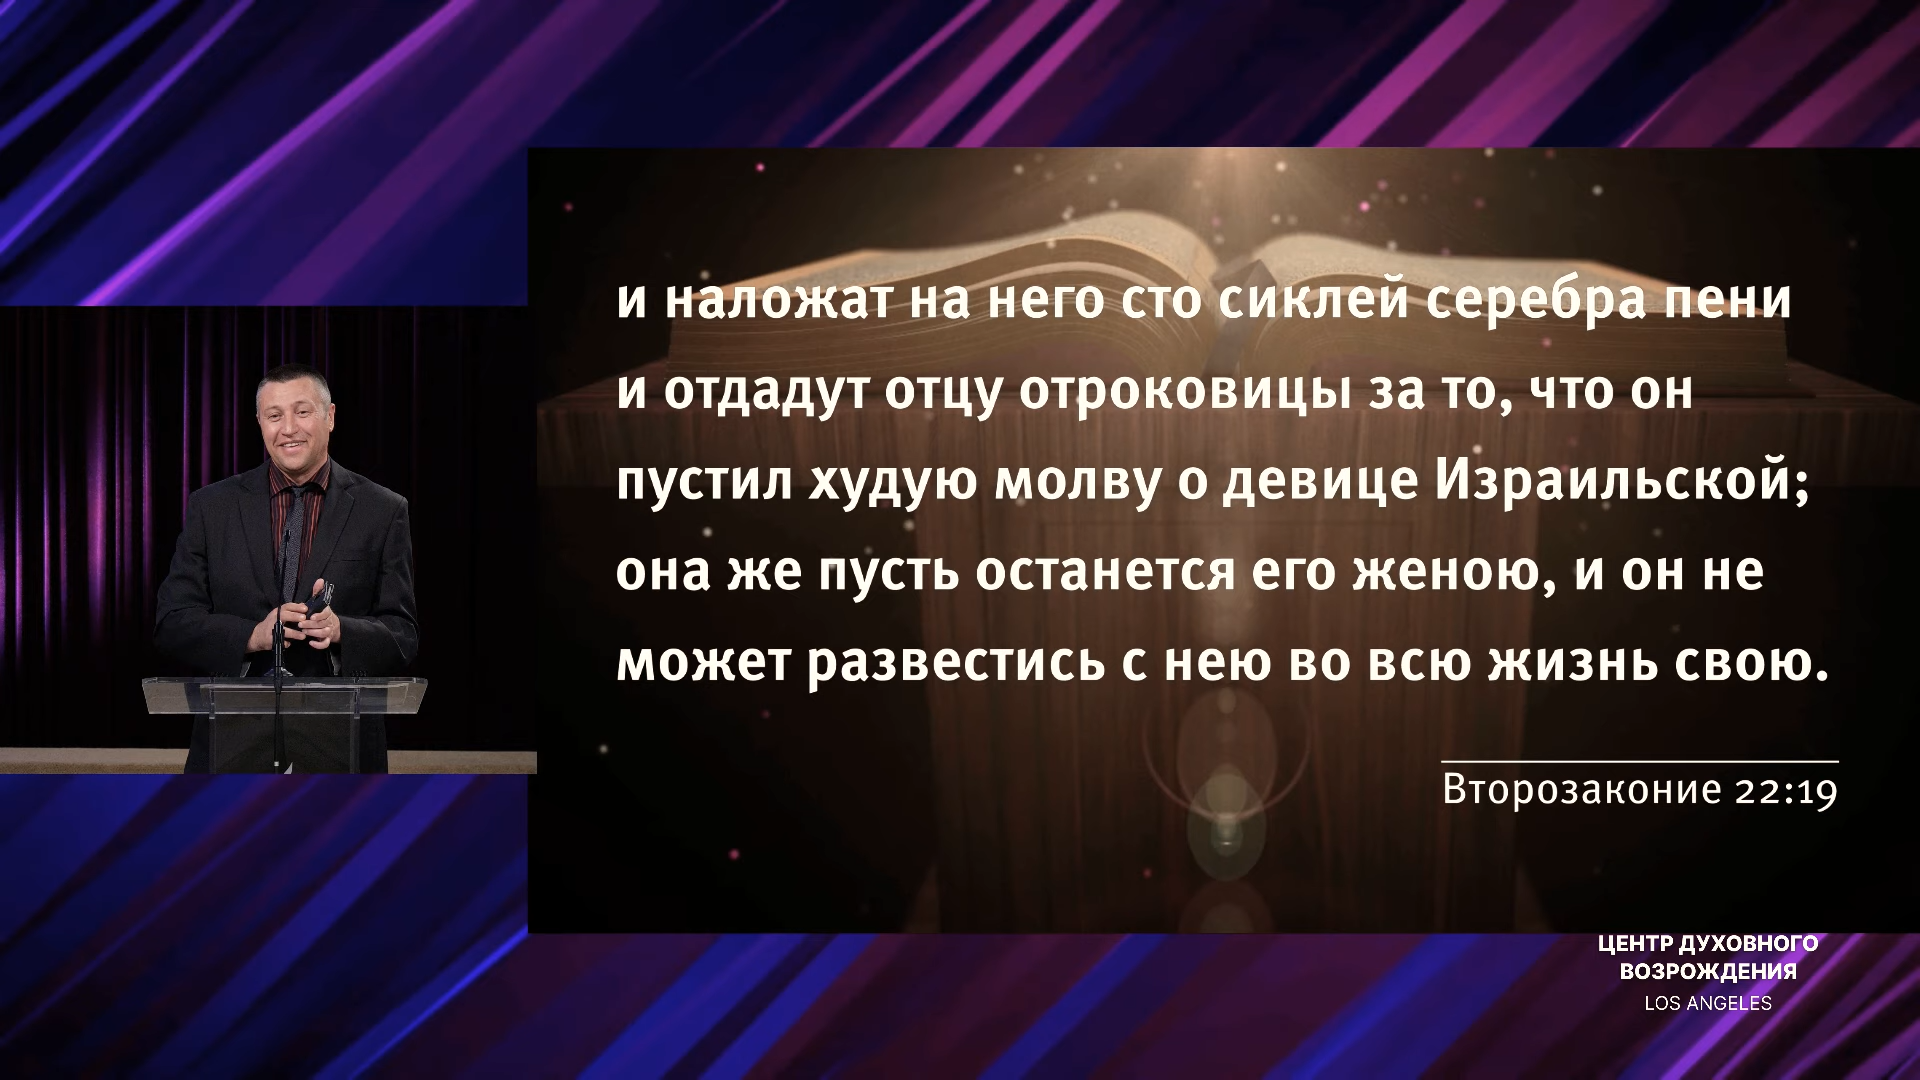 и наложат на него сто сиклей серебра пени
и отдадут отцу отроковицы за то, что он
пустил худую молву о девице Израильской;
она же пусть останется его женою, и он не
может развестись с нею во всю жизнь свою.
Второзаконие 22:19
ЦЕНТР ДУХОВНОГО
ВОЗРОЖДЕНИЯ
LOS ANGELES